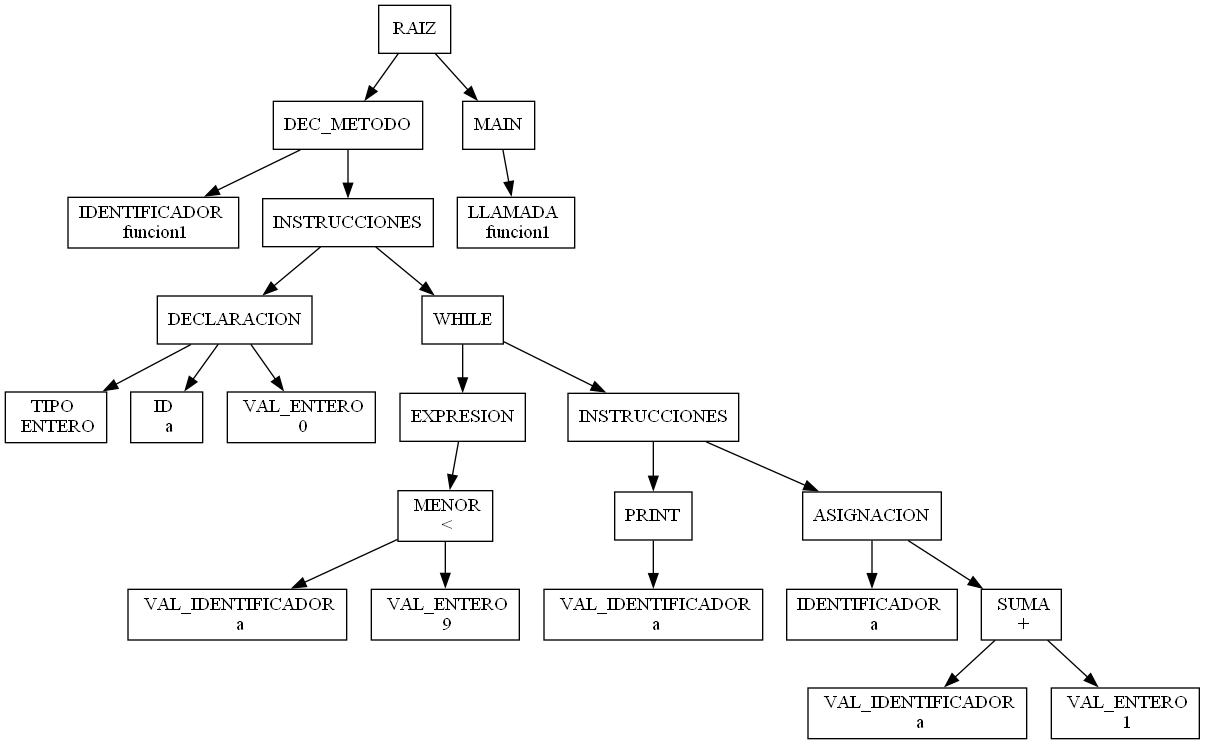 RAIZ
DEC_METODO
MAIN
IDENTIFICADOR
funcion1
INSTRUCCIONES
LLAMADA
funcion1
DECLARACION
WHILE
TIPO
ENTERO
ID
a
VAL_ENTERO
0
EXPRESION
INSTRUCCIONES
MENOR
<
PRINT
ASIGNACION
VAL_IDENTIFICADOR
a
VAL_ENTERO
9
VAL_IDENTIFICADOR
a
IDENTIFICADOR
a
SUMA
+
VAL_IDENTIFICADOR
a
VAL_ENTERO
1